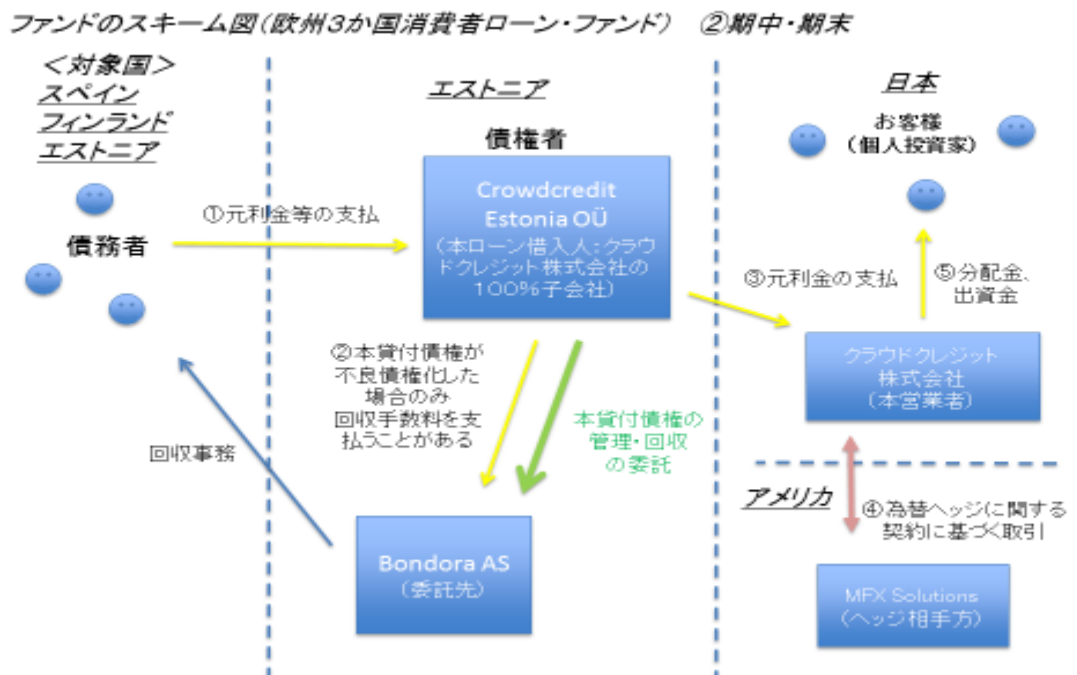 ファンドのスキーム図(欧州3か国消費者ローン・ファンド) ②期中・期末
<対象国>
スペイン
フィンランド
エストニア
債務者
①元利金等の支払
回収事務
エストニア
債権者
Crowdcredit
Estonia OÜ
(本ローン借入人:クラウ
ドクレジット株式会社の
100%子会社)
②本貸付債権が
不良債権化した
場合のみ
回収手数料を支
払うことがある
本貸付債権の
管理・回収
の委託
Bondora AS
(委託先)
日本
お客様
(個人投資家)
③元利金の支払
⑤分配金、
出資金
クラウドクレジット
株式会社
(本営業者)
アメリカ
④為替ヘッジに関する
契約に基づく取引
MFX Solutions
(ヘッジ相手方)